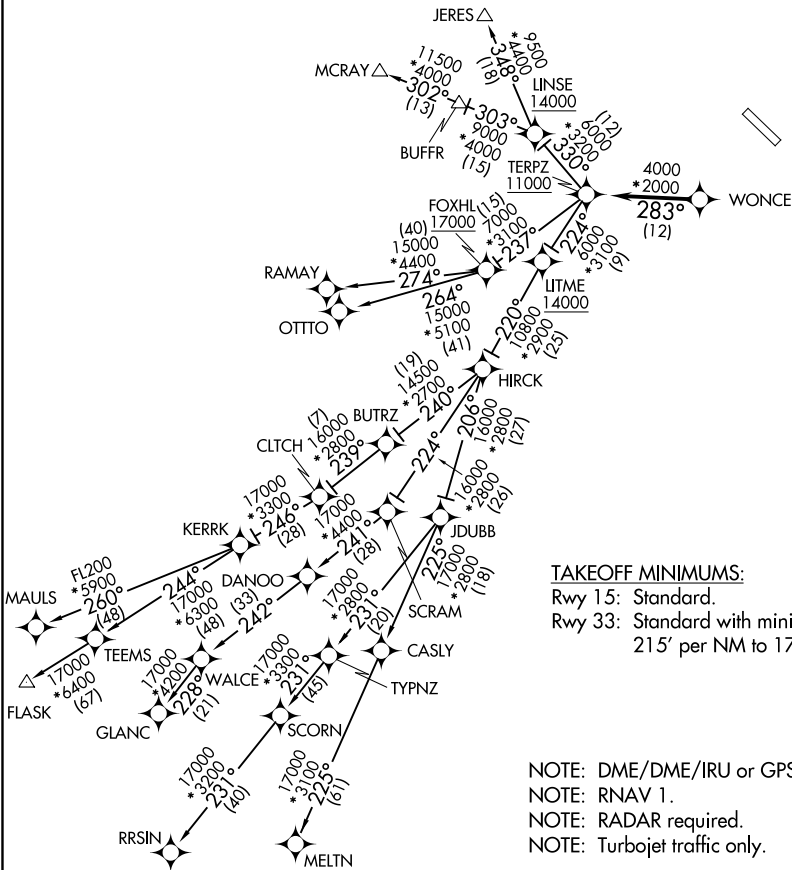 JERES
9500
*4400
348°
(18)
11500
*4000
302°
(13)
MCRAY
LINSE
14000
303°
9000
*4000
(15)
BUFFR
(12)
6000
*3200
330°
TERPZ
11000
4000
*2000
283°
(12)
WONCE
FOXHL
17000
(15)
7000
*3100
237°
224°
6000
*3100
(9)
(40)
15000
*4400
274°
RAMAY
264°
15000
*5100
(41)
OTTTO
LITME
14000
220°
10800
*2900
(25)
HIRCK
(19)
14500
*2700
240°
BUTRZ
206°
16000
*2800
(27)
(7)
16000
*2800
239°
CLTCH
224°
16000
*2800
(26)
17000
*3300
246°
(28)
KERRK
17000
*4400
241°
(28)
JDUBB
DANOO
SCRAM
225°
17000
*2800
(18)
FL200
*5900
260°
(48)
MAULS
244°
17000
*6300
(48)
(33)
242°
17000
*2800
231°
(20)
CASLY
TEEMS
WALCE
TYPNZ
17000
*6400
(67)
FLASK
17000
*4200
228°
(21)
GLANC
17000
*3300
231°
(45)
SCORN
17000
*3200
231°
(40)
RRSIN
17000
*3100
225°
(61)
MELTN
TAKEOFF MINIMUMS:
Rwy 15: Standard.
Rwy 33: Standard with mini
215' per NM to 17
NOTE: DME/DME/IRU or GPS
NOTE: RNAV 1.
NOTE: RADAR required.
NOTE: Turbojet traffic only.